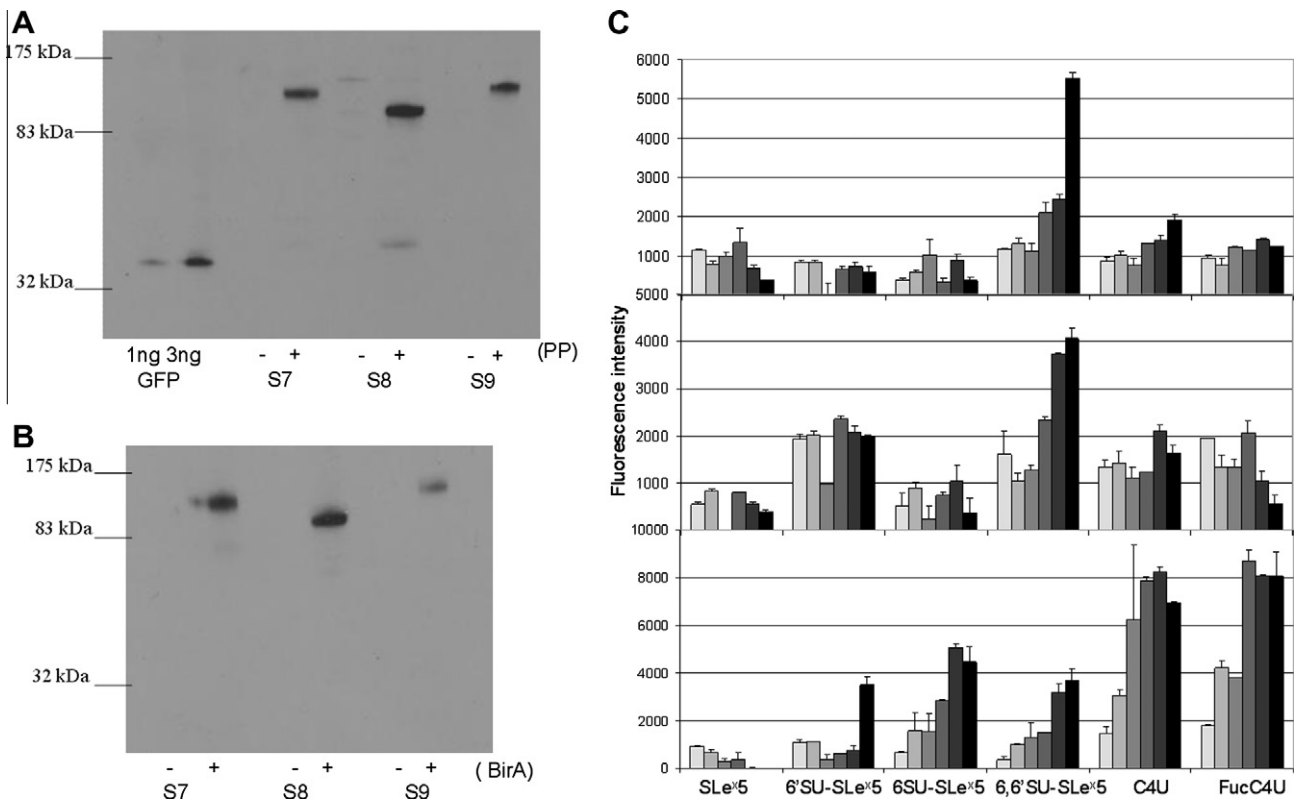 A
175 kDa
83 kDa
32 kDa
1ng 3ng - + - + - + (PP)
GFP S7 S8 S9
B
175 kDa
83 kDa
32 kDa
- + - + - + ( BirA)
S7 S8 S9
C
Fluorescence intensity
6000
5000
4000
3000
2000
1000
5000
4000
3000
2000
1000
10000
8000
6000
4000
2000
0
SLeˣ5 6'SU-SLeˣ5 6SU-SLeˣ5 6,6'SU-SLeˣ5 C4U FucC4U